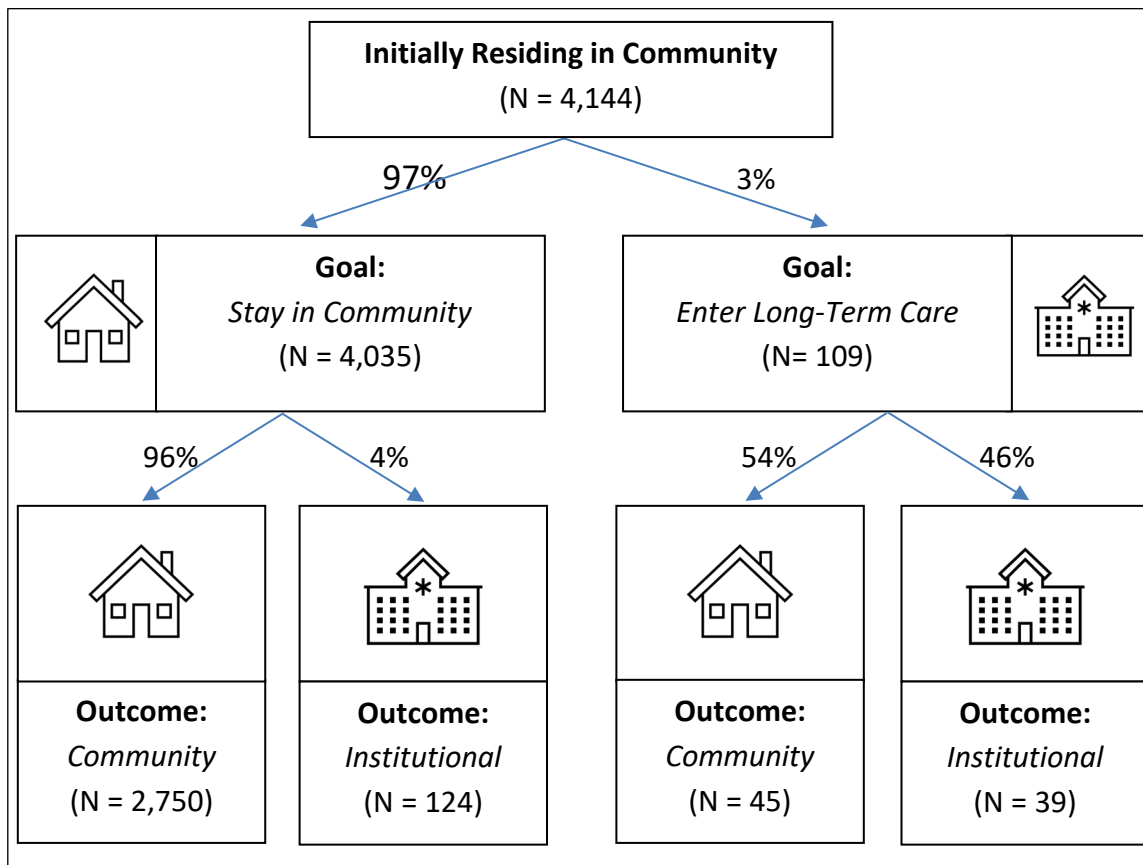 Initially Residing in Community
(N = 4,144)
97%
3%
Goal:
Stay in Community
(N = 4,035)
Goal:
Enter Long-Term Care
(N= 109)
96%
4%
54%
46%
Outcome:
Community
(N = 2,750)
Outcome:
Institutional
(N = 124)
Outcome:
Community
(N = 45)
Outcome:
Institutional
(N = 39)